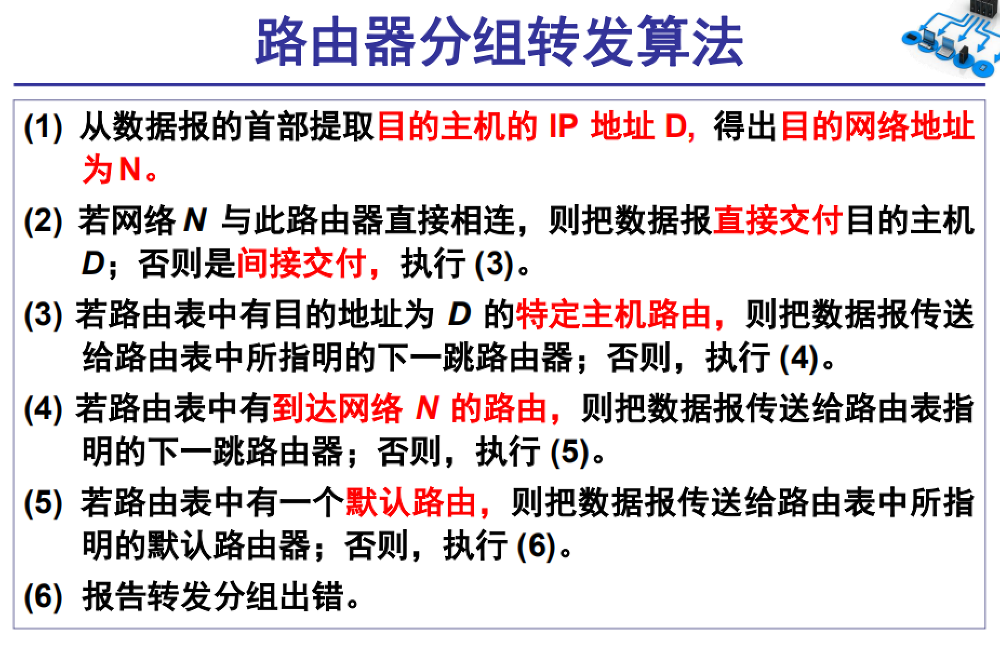 路由器分组转发算法
(1) 从数据报的首部提取目的主机的 IP 地址 D, 得出目的网络地址
为N。
(2) 若网络 N 与此路由器直接相连，则把数据报直接交付目的主机
D；否则是间接交付，执行 (3)。
(3) 若路由表中有目的地址为 D 的特定主机路由，则把数据报传送
给路由表中所指明的下一跳路由器；否则，执行 (4)。
(4) 若路由表中有到达网络 N 的路由，则把数据报传送给路由表指
明的下一跳路由器；否则，执行 (5)。
(5) 若路由表中有一个默认路由，则把数据报传送给路由表中所指
明的默认路由器；否则，执行 (6)。
(6) 报告转发分组出错。